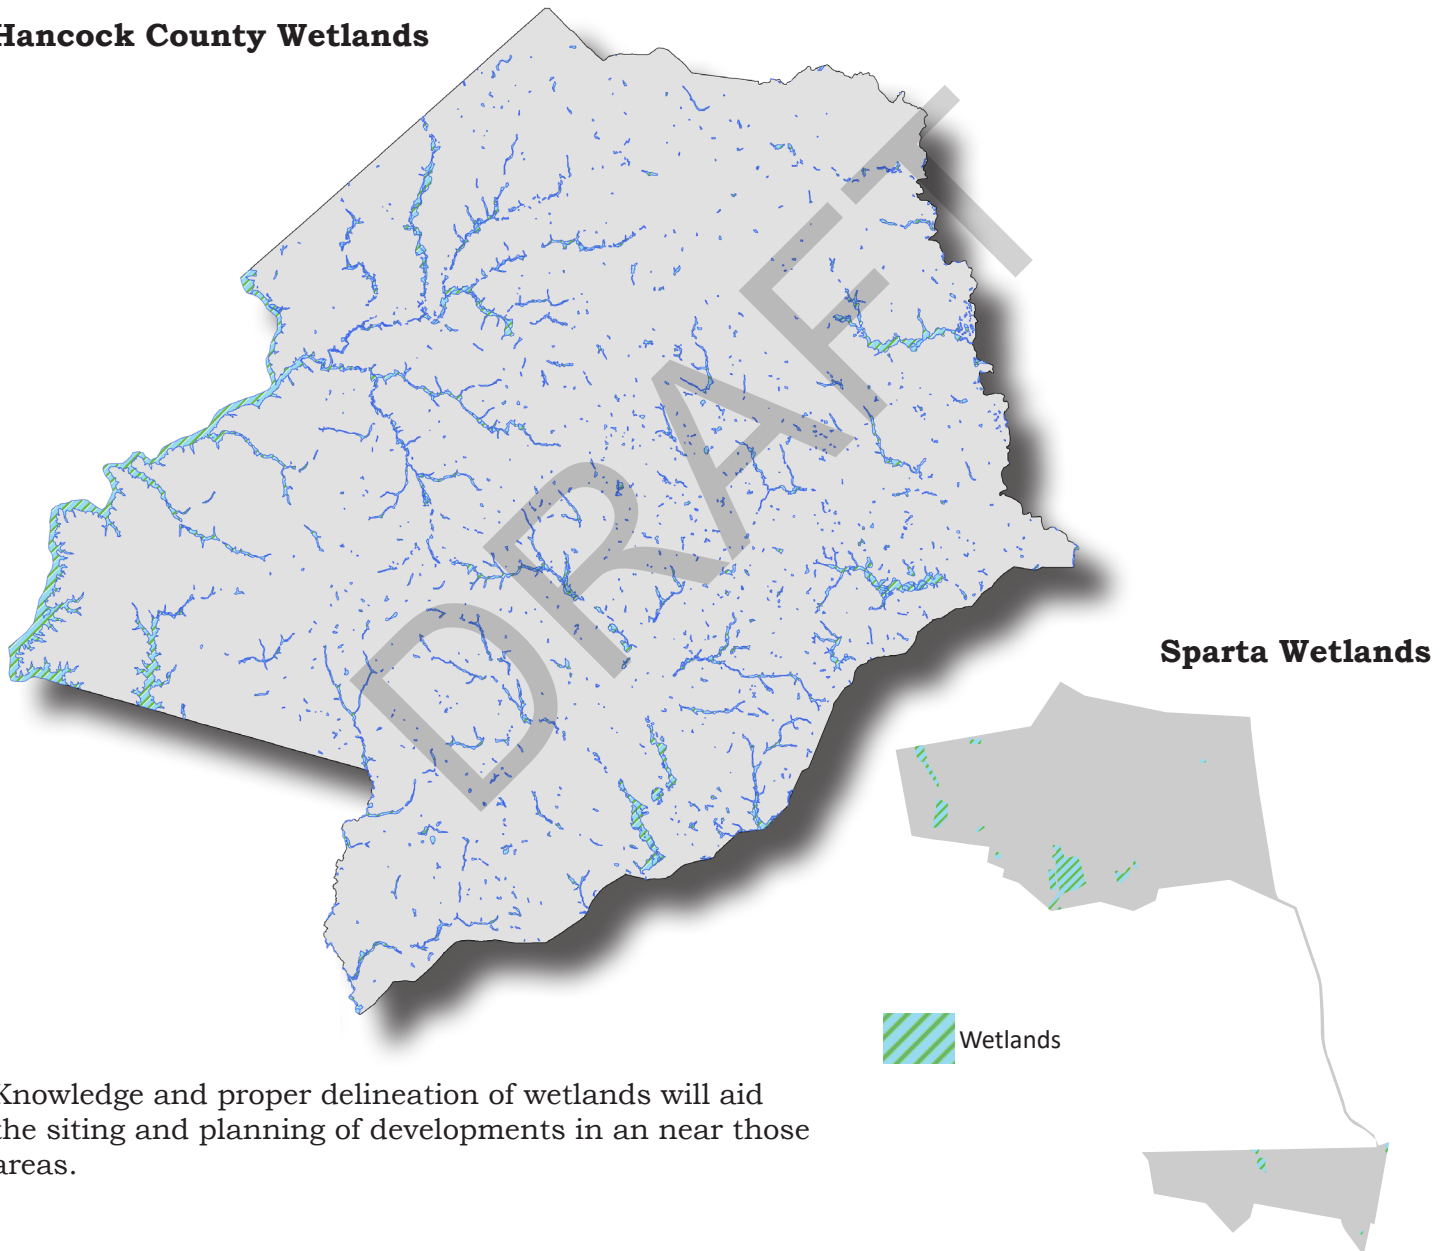 Hancock County Wetlands
DRAFT
Sparta Wetlands
Wetlands
Knowledge and proper delineation of wetlands will aid
the siting and planning of developments in an near those
areas.